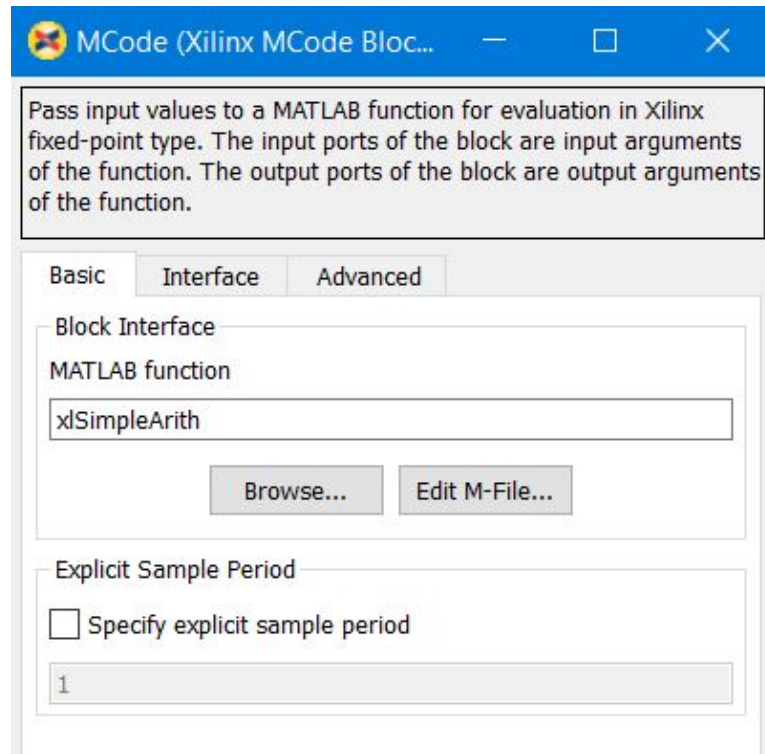 MCode (Xilinx MCode Bloc...
Pass input values to a MATLAB function for evaluation in Xilinx
fixed-point type. The input ports of the block are input arguments
of the function. The output ports of the block are output arguments
of the function.
Basic Interface Advanced
Block Interface
MATLAB function
xlSimpleArith
Browse... Edit M-File...
Explicit Sample Period
Specify explicit sample period
1